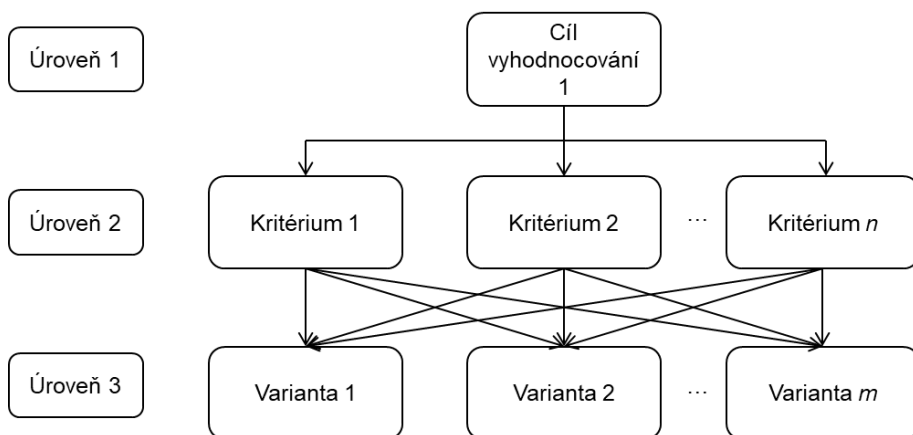 Úroveň 1
Cíl
vyhodnocování
1
Úroveň 2
Kritérium 1
Kritérium 2
...
Kritérium n
Úroveň 3
Varianta 1
Varianta 2
...
Varianta m